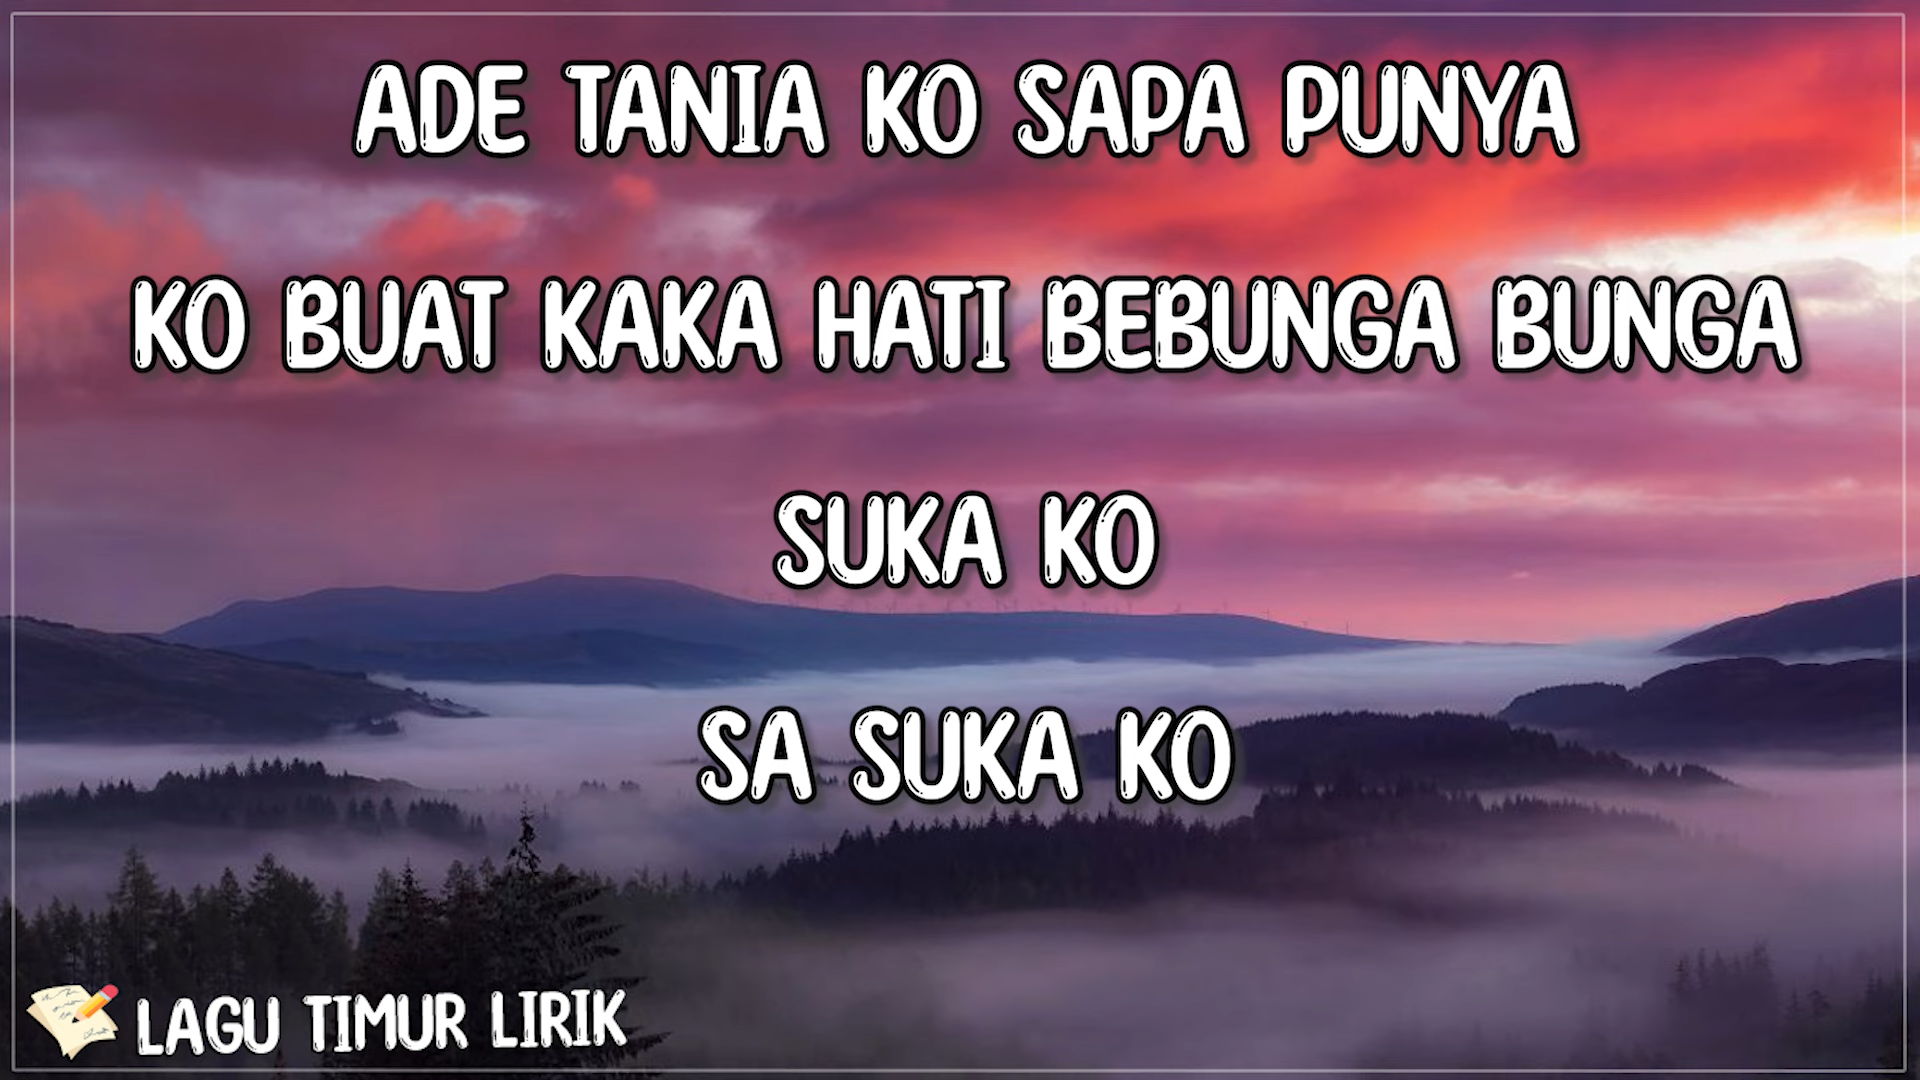 ADE TANIA KO SAPA PUNYA
KO BUAT KAKA HATI BEBUNGA BUNGA
SUKA KO
SA SUKA KO
LAGU TIMUR LIRIK